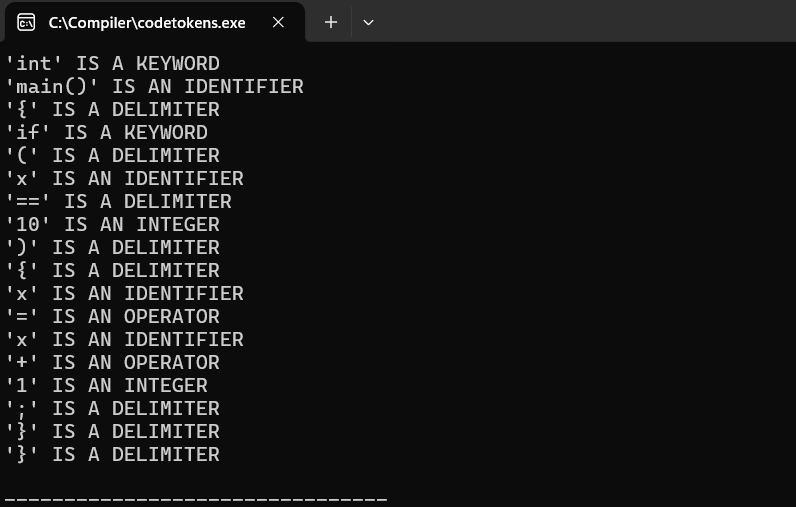 C:\Compiler\codetokens.exe
'int' IS A KEYWORD
'main()' IS AN IDENTIFIER
'{' IS A DELIMITER
'if' IS A KEYWORD
'(' IS A DELIMITER
'x' IS AN IDENTIFIER
'==' IS A DELIMITER
'10' IS AN INTEGER
')' IS A DELIMITER
'{' IS A DELIMITER
'x' IS AN IDENTIFIER
'=' IS AN OPERATOR
'x' IS AN IDENTIFIER
'+' IS AN OPERATOR
'1' IS AN INTEGER
';' IS A DELIMITER
'}' IS A DELIMITER
'}' IS A DELIMITER
--------------------------------